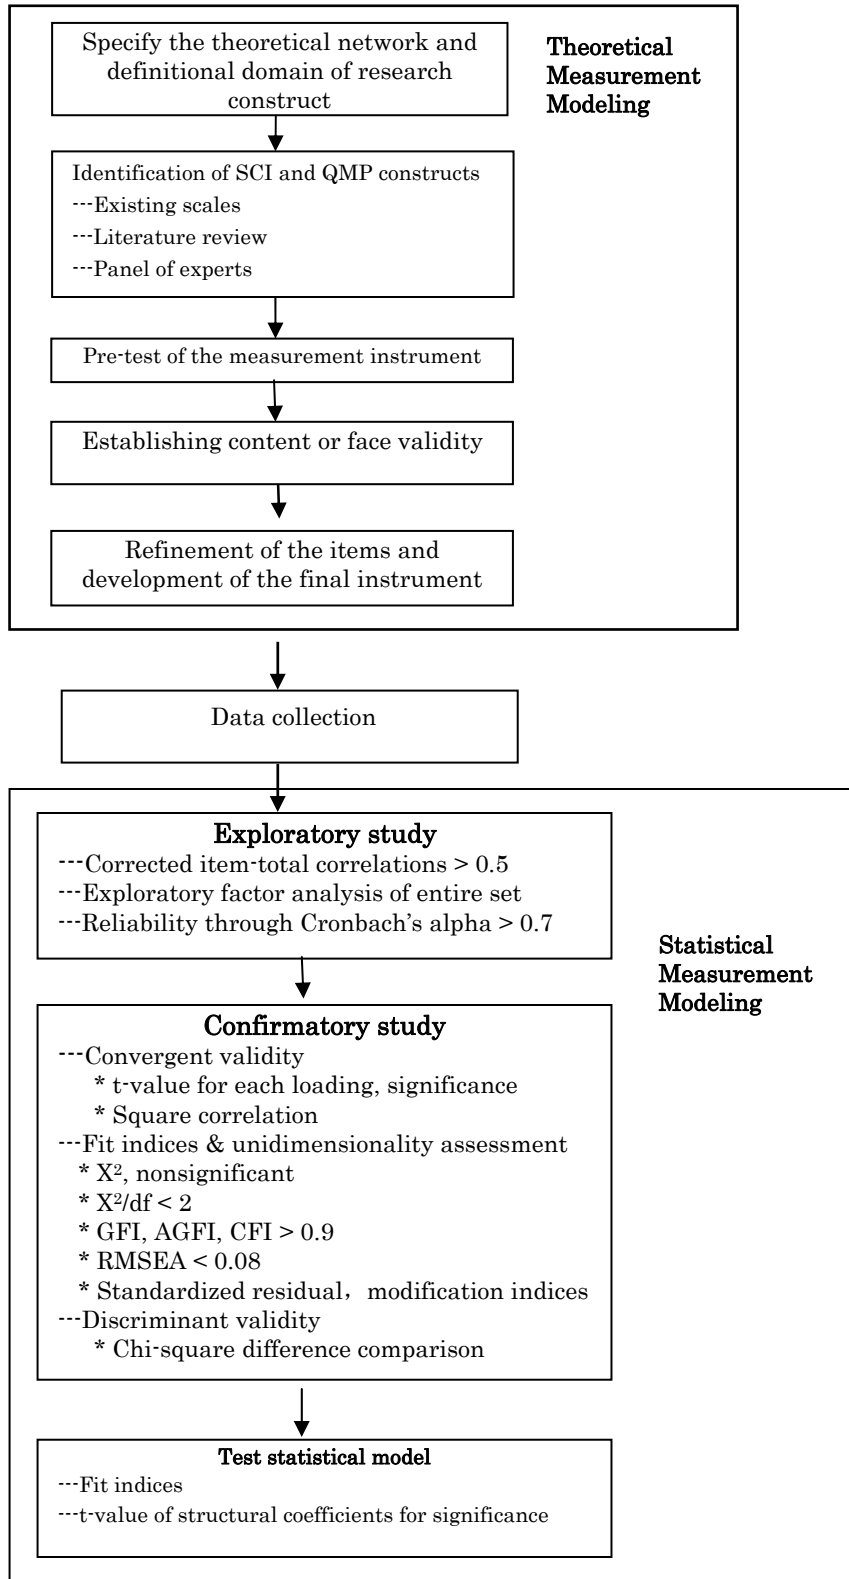 Specify the theoretical network and
definitional domain of research
construct
Theoretical
Measurement
Modeling
Identification of SCI and QMP constructs
---Existing scales
---Literature review
---Panel of experts
Pre-test of the measurement instrument
Establishing content or face validity
Refinement of the items and
development of the final instrument
Data collection
Exploratory study
---Corrected item-total correlations > 0.5
---Exploratory factor analysis of entire set
---Reliability through Cronbach’s alpha > 0.7
Statistical
Measurement
Modeling
Confirmatory study
---Convergent validity
* t-value for each loading, significance
* Square correlation
---Fit indices & unidimensionality assessment
* X², nonsignificant
* X²/df < 2
* GFI, AGFI, CFI > 0.9
* RMSEA < 0.08
* Standardized residual，modification indices
---Discriminant validity
* Chi-square difference comparison
Test statistical model
---Fit indices
---t-value of structural coefficients for significance